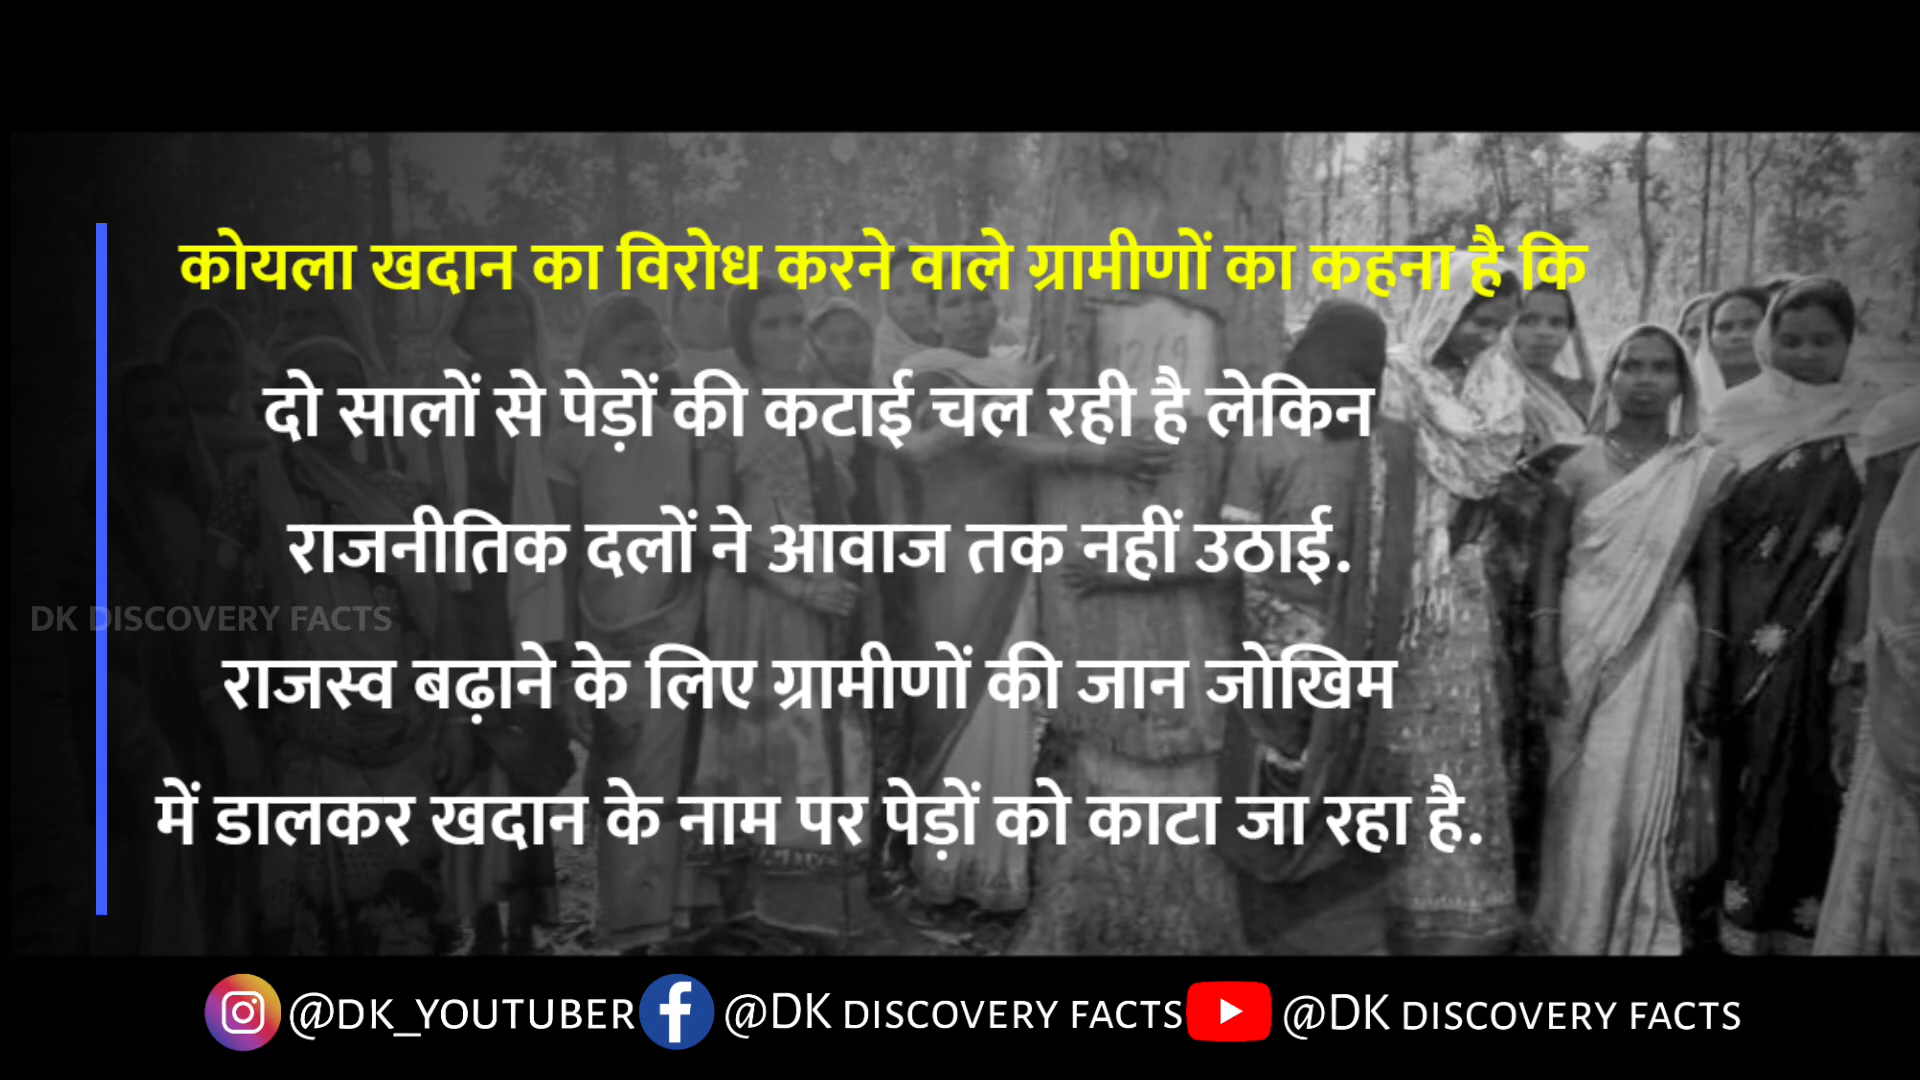 कोयला खदान का विरोध करने वाले ग्रामीणों का कहना है कि
दो सालों से पेड़ों की कटाई चल रही है लेकिन
राजनीतिक दलों ने आवाज तक नहीं उठाई.
DK DISCOVERY FACTS
राजस्व बढ़ाने के लिए ग्रामीणों की जान जोखिम
में डालकर खदान के नाम पर पेड़ों को काटा जा रहा है.
@DK_YOUTUBER @DK DISCOVERY FACTS @DK DISCOVERY FACTS